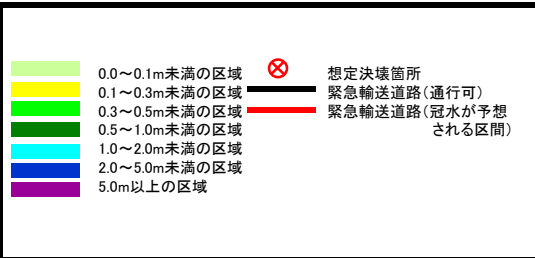 0.0～0.1m未満の区域
0.1～0.3m未満の区域
0.3～0.5m未満の区域
0.5～1.0m未満の区域
1.0～2.0m未満の区域
2.0～5.0m未満の区域
5.0m以上の区域
想定決壊箇所
緊急輸送道路(通行可)
緊急輸送道路(冠水が予想
される区間)